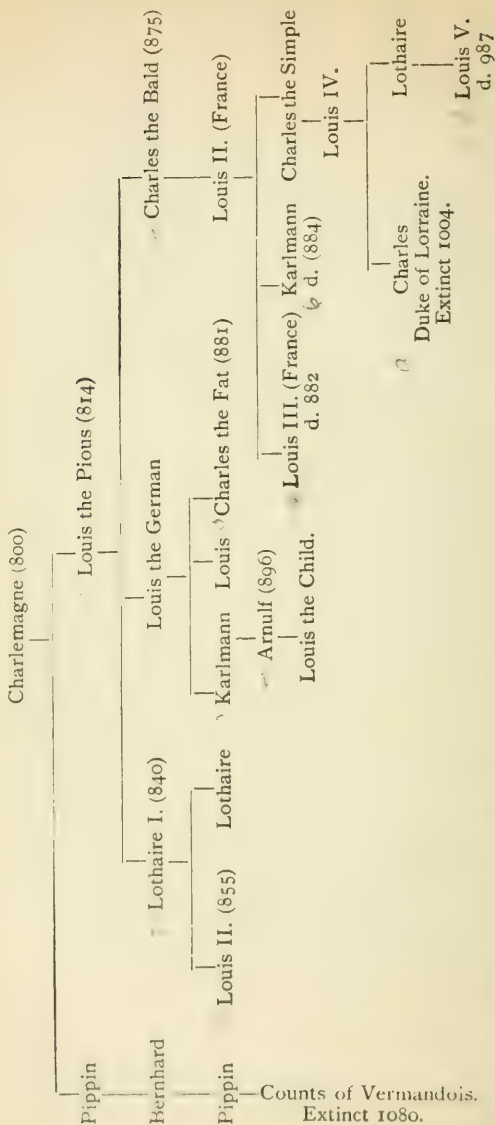 Charlemagne (800)
Pippin
Louis the Pious (814)
Bernhard
Lothaire I. (840)
Louis the German
Charles the Bald (875)
Pippin
Louis II. (855)
Lothaire
Karlmann
Louis
Charles the Fat (881)
Louis II. (France)
Counts of Vermandois.
Extinct 1080.
Arnulf (896)
Louis III. (France)
d. 882
Karlmann
d. (884)
Charles the Simple
Louis the Child.
Louis IV.
Charles
Duke of Lorraine.
Extinct 1004.
Lothaire
Louis V.
d. 987